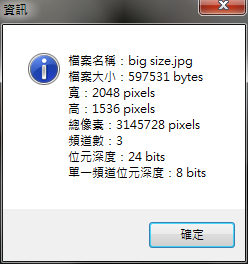 資訊
檔案名稱：big size.jpg
檔案大小：597531 bytes
寬：2048 pixels
高：1536 pixels
總像素：3145728 pixels
頻道數：3
位元深度：24 bits
單一頻道位元深度：8 bits
確定